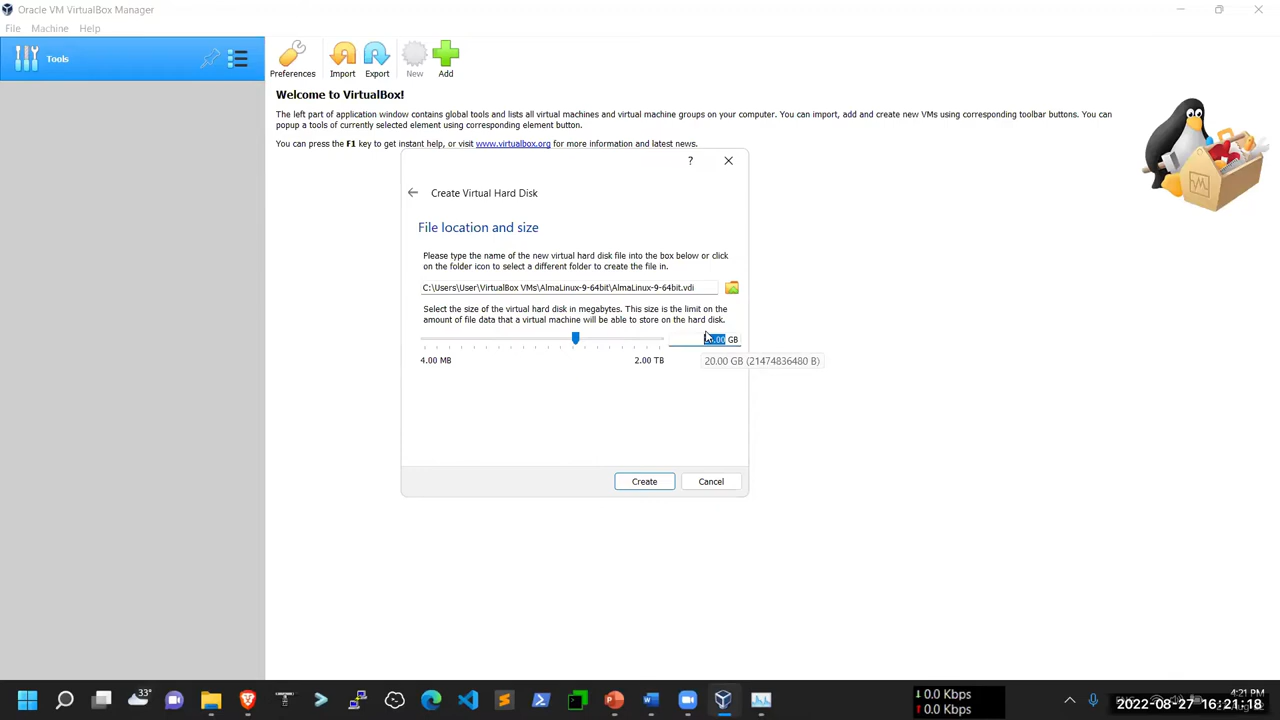 Oracle VM VirtualBox Manager
File Machine Help
Tools
Preferences Import Export New Add
Welcome to VirtualBox!
The left part of application window contains global tools and lists all virtual machines and virtual machine groups on your computer. You can import, add and create new VMs using corresponding toolbar buttons. You can
popup a tools of currently selected element using corresponding element button.
You can press the F1 key to get instant help, or visit www.virtualbox.org for more information and latest news.
?
Create Virtual Hard Disk
File location and size
Please type the name of the new virtual hard disk file into the box below or click
on the folder icon to select a different folder to create the file in.
C:\Users\User\VirtualBox VMs\AlmaLinux-9-64bit\AlmaLinux-9-64bit.vdi
Select the size of the virtual hard disk in megabytes. This size is the limit on the
amount of file data that a virtual machine will be able to store on the hard disk.
GB
4.00 MB 2.00 TB
20.00 GB (21474836480 B)
Create Cancel
33°
0.0 Kbps
0.0 Kbps
4:21 PM
2022-08-27 16:21:18